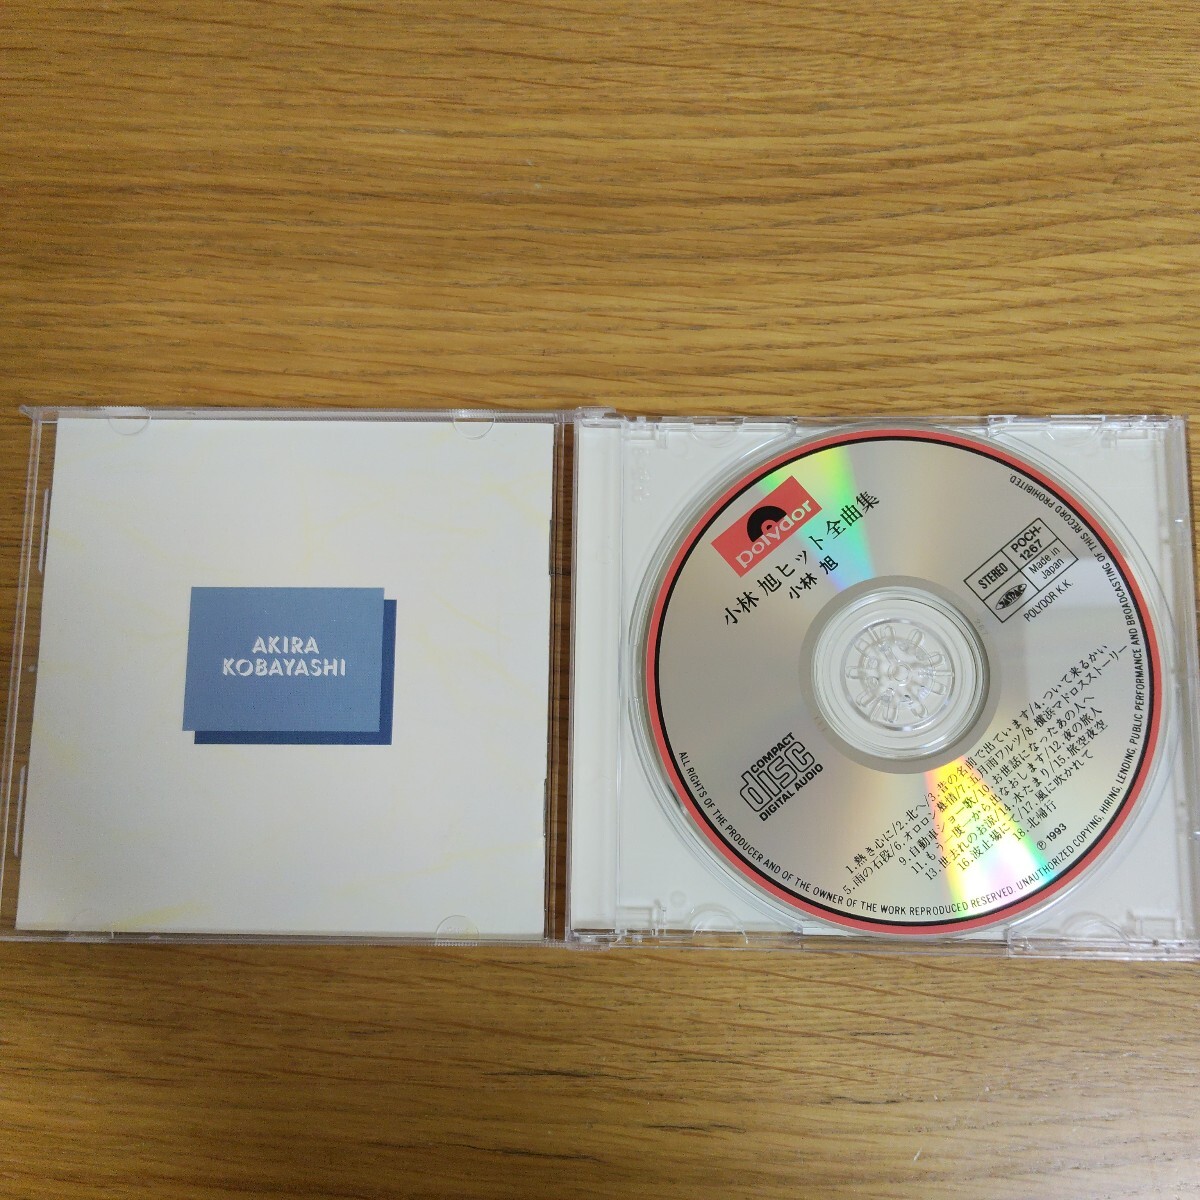 AKIRA
KOBAYASHI
polydor
小林 旭ヒット全曲集
小林 旭
STEREO
POCH-
1267
Made in
Japan
POLYDOR K.K.
COMPACT
disc
DIGITAL AUDIO
1.熱き心に/2.北へ/3.昔の名前で出ています/4.ついて来るかい
5.雨の石段/6.オロロン慕情/7.五月雨ワルツ/8.横浜マドロスストーリー
9.自動車ショー歌/10.お世話になったあの人へ
11.もう一度一から出なおします/12.夜の旅人
13.世去れのお涼/14.水たまり/15.旅空夜空
16.波止場にて/17.風に吹かれて
18.北帰行
℗1993
ALL RIGHTS OF THE PRODUCER AND OF THE OWNER OF THE WORK REPRODUCED RESERVED. UNAUTHORIZED COPYING, HIRING, LENDING, PUBLIC PERFORMANCE AND BROADCASTING OF THIS RECORD PROHIBITED.